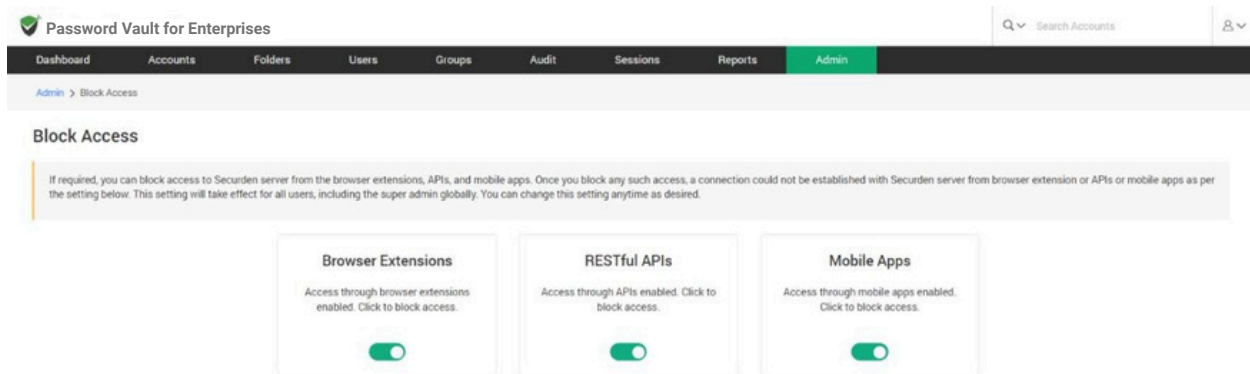 Password Vault for Enterprises
Search Accounts
Dashboard Accounts Folders Users Groups Audit Sessions Reports Admin
Admin > Block Access
Block Access
If required, you can block access to Securden server from the browser extensions, APIs, and mobile apps. Once you block any such access, a connection could not be established with Securden server from browser extension or APIs or mobile apps as per
the setting below. This setting will take effect for all users, including the super admin globally. You can change this setting anytime as desired.
Browser Extensions
Access through browser extensions
enabled. Click to block access.
RESTful APIs
Access through APIs enabled. Click to
block access.
Mobile Apps
Access through mobile apps enabled.
Click to block access.